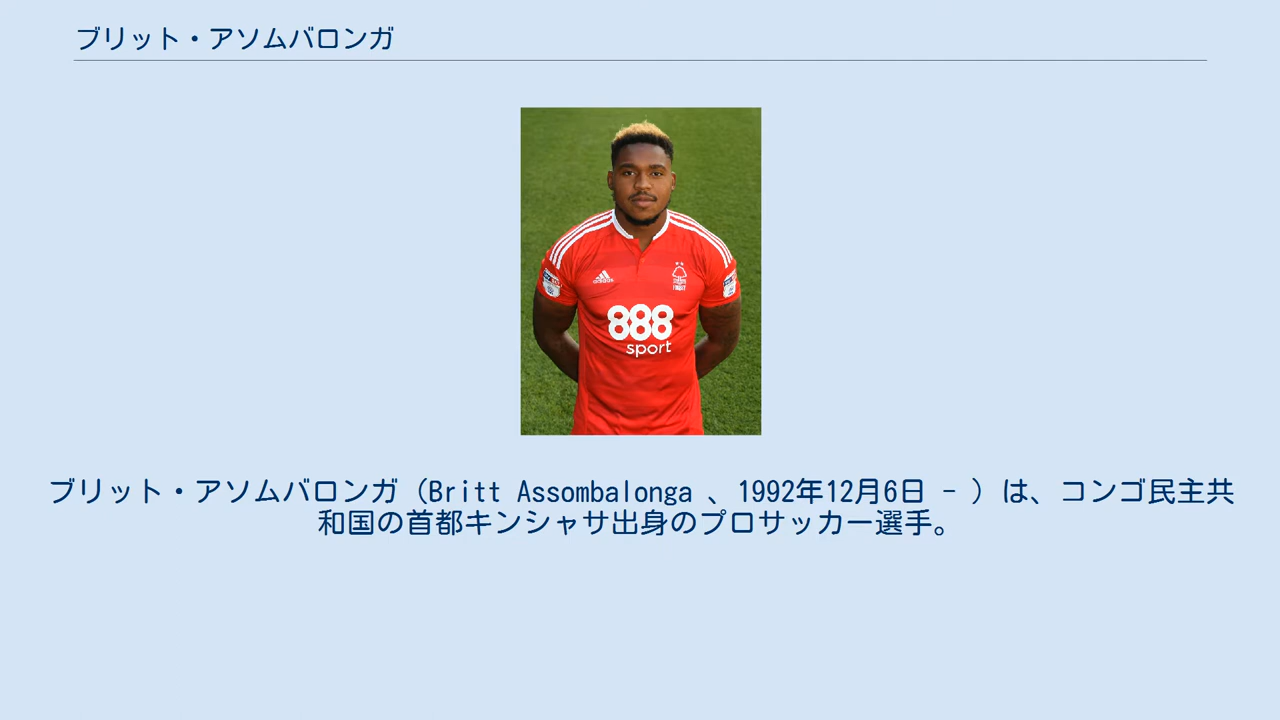 ブリット・アソムバロンガ
adidas
888
sport
ブリット・アソムバロンガ（Britt Assombalonga 、1992年12月6日 - ）は、コンゴ民主共
和国の首都キンシャサ出身のプロサッカー選手。